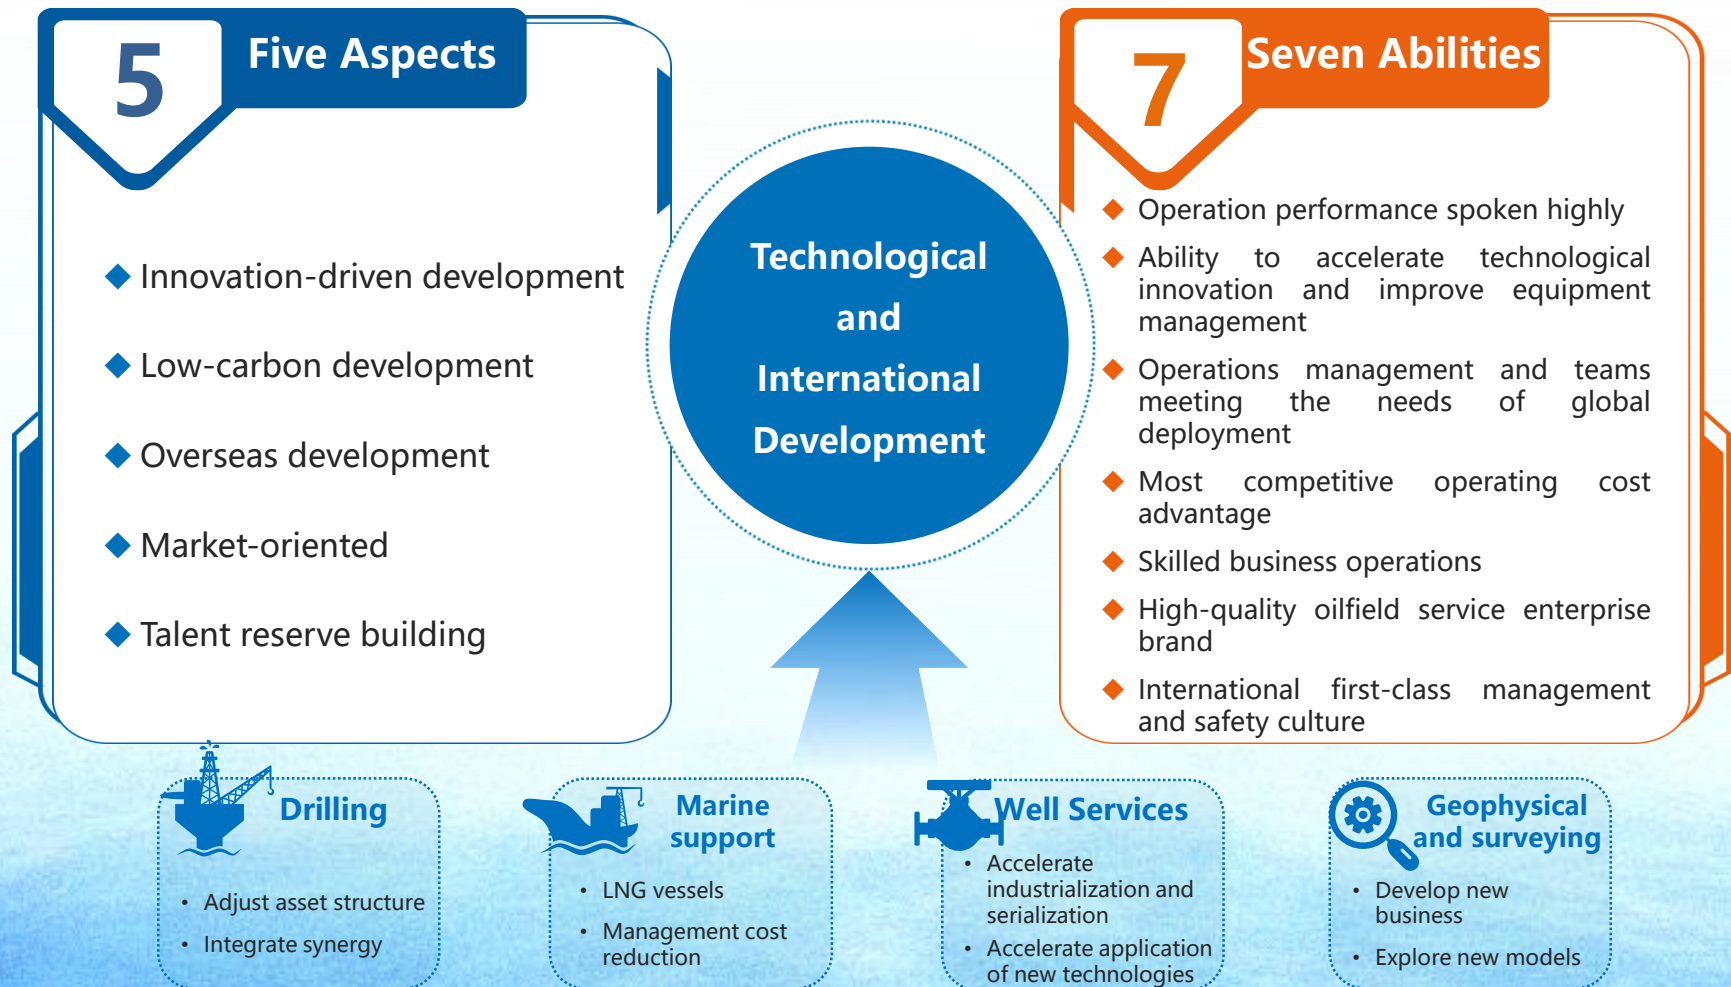 5
Five Aspects
Innovation-driven development
Low-carbon development
Overseas development
Market-oriented
Talent reserve building
Technological
and
International
Development
7
Seven Abilities
Operation performance spoken highly
Ability to accelerate technological
innovation and improve equipment
management
Operations management and teams
meeting the needs of global
deployment
Most competitive operating cost
advantage
Skilled business operations
High-quality oilfield service enterprise
brand
International first-class management
and safety culture
Drilling
• Adjust asset structure
• Integrate synergy
Marine
support
• LNG vessels
• Management cost
reduction
Well Services
• Accelerate
industrialization and
serialization
• Accelerate application
of new technologies
Geophysical
and surveying
• Develop new
business
• Explore new models